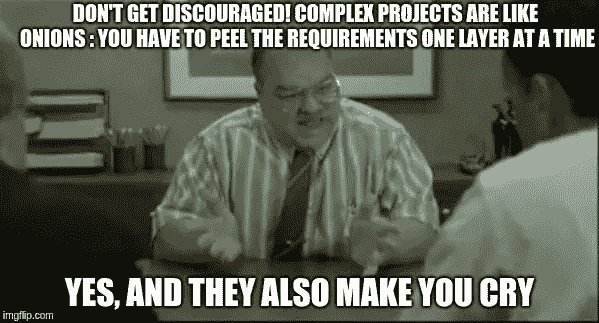 DON'T GET DISCOURAGED! COMPLEX PROJECTS ARE LIKE
ONIONS : YOU HAVE TO PEEL THE REQUIREMENTS ONE LAYER AT A TIME
YES, AND THEY ALSO MAKE YOU CRY
imgflip.com